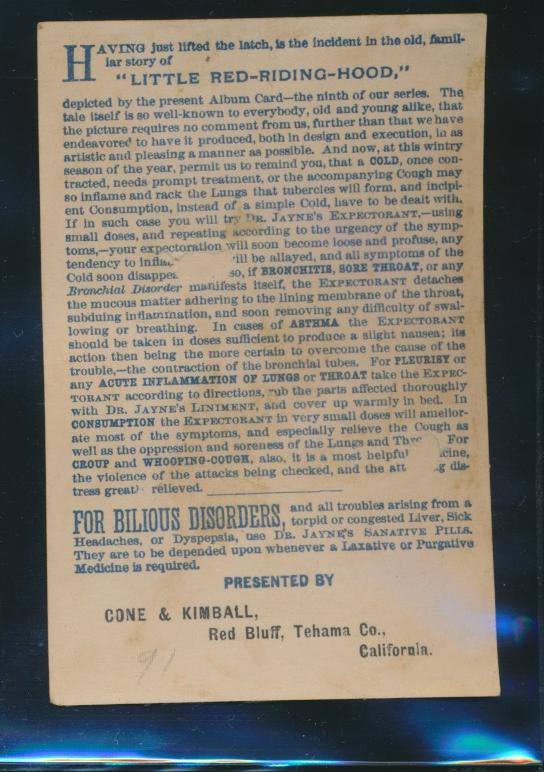 HAVING just lifted the latch, is the incident in the old, famil-
iar story of
"LITTLE RED-RIDING-HOOD,"
depicted by the present Album Card—the ninth of our series. The
tale itself is so well-known to everybody, old and young alike, that
the picture requires no comment from us, further than that we have
endeavored to have it produced, both in design and execution, in as
artistic and pleasing a manner as possible. And now, at this wintry
season of the year, permit us to remind you, that a COLD, once con-
tracted, needs prompt treatment, or the accompanying Cough may
so inflame and rack the Lungs that tubercles will form, and incipi-
ent Consumption, instead of a simple Cold, have to be dealt with.
If in such case you will try DR. JAYNE'S EXPECTORANT,—using
small doses, and repeating according to the urgency of the symp-
toms,—your expectoration will soon become loose and profuse, any
tendency to will be allayed, and all symptoms of the
Cold soon so, if BRONCHITIS, SORE THROAT, or any
Bronchial Disorder manifests itself, the EXPECTORANT detaches
the mucous matter adhering to the lining membrane of the throat,
subduing inflammation, and soon removing any difficulty of swal-
lowing or breathing. In cases of ASTHMA the EXPECTORANT
should be taken in doses sufficient to produce a slight nausea; its
action then being the more certain to overcome the cause of the
trouble,—the contraction of the bronchial tubes. For PLEURISY or
any ACUTE INFLAMMATION OF LUNGS or THROAT take the EXPEC-
TORANT according to directions, rub the parts affected thoroughly
with DR. JAYNE'S LINIMENT, and cover up warmly in bed. In
CONSUMPTION the EXPECTORANT in very small doses will amelior-
ate most of the symptoms, and especially relieve the Cough as
well as the oppression and soreness of the Lungs and For
CROUP and WHOOPING-COUGH, also, it is a most helpful
the violence of the attacks being checked, and the dis-
tress greatly relieved.
FOR BILIOUS DISORDERS, and all troubles arising from a
torpid or congested Liver, Sick
Headaches, or Dyspepsia, use DR. JAYNE'S SANATIVE PILLS.
They are to be depended upon whenever a Laxative or Purgative
Medicine is required.
PRESENTED BY
CONE & KIMBALL,
Red Bluff, Tehama Co.,
California.
91